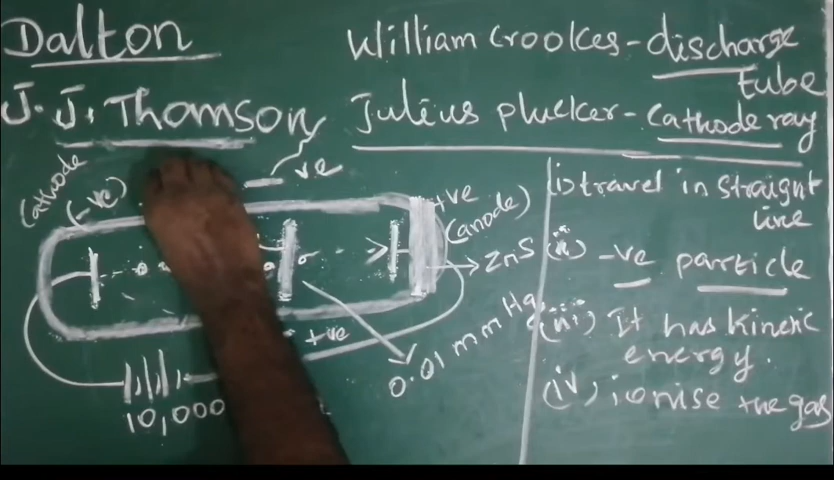 Dalton
J. J. Thomson
William Crookes - discharge
tube
Julius plucker - Cathode ray
Cathode
(-ve)
-ve
+ve
(anode)
ZnS
+ve
0.01 mm Hg
10,000
(i) travel in straight
line
(ii) -ve particle
(iii) It has kinetic
energy.
(iv) ionise the gas